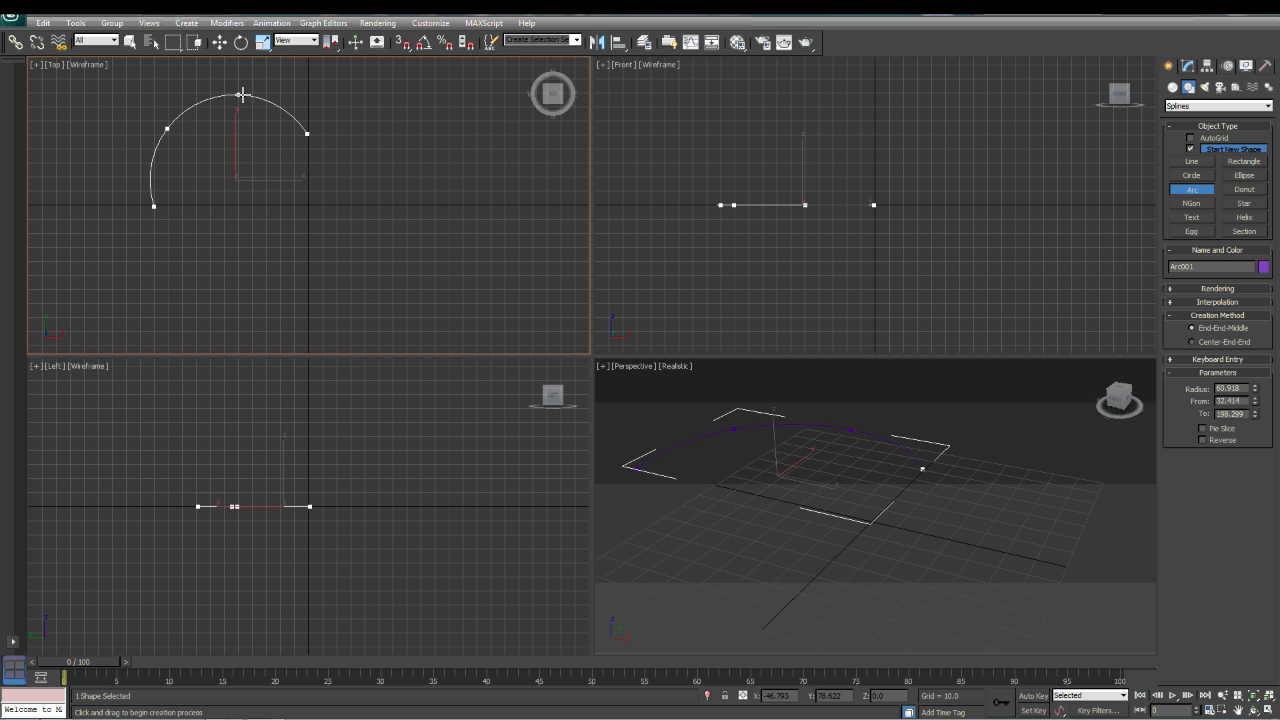 Edit Tools Group Views Create Modifiers Animation Graph Editors Rendering Customize MAXScript Help
All View Create Selection Se
[+] [Top] [Wireframe] [+] [Front] [Wireframe]
TOP FRONT
Splines
Object Type
AutoGrid
Start New Shape
Line Rectangle
Circle Ellipse
Arc Donut
NGon Star
Text Helix
Egg Section
Name and Color
Arc001
Rendering
Interpolation
Creation Method
End-End-Middle
Center-End-End
Keyboard Entry
Parameters
Radius: 60.918
From: 32.414
To: 198.299
Pie Slice
Reverse
[+] [Left] [Wireframe] [+] [Perspective] [Realistic]
LEFT
0 / 100
5 10 15 20 25 30 35 40 45 50 55 60 65 70 75 80 85 90 95 100
1 Shape Selected X: -46.793 Y: 78.622 Z: 0.0 Grid = 10.0 Auto Key Selected
Welcome to M Click and drag to begin creation process Add Time Tag Set Key Key Filters... 0